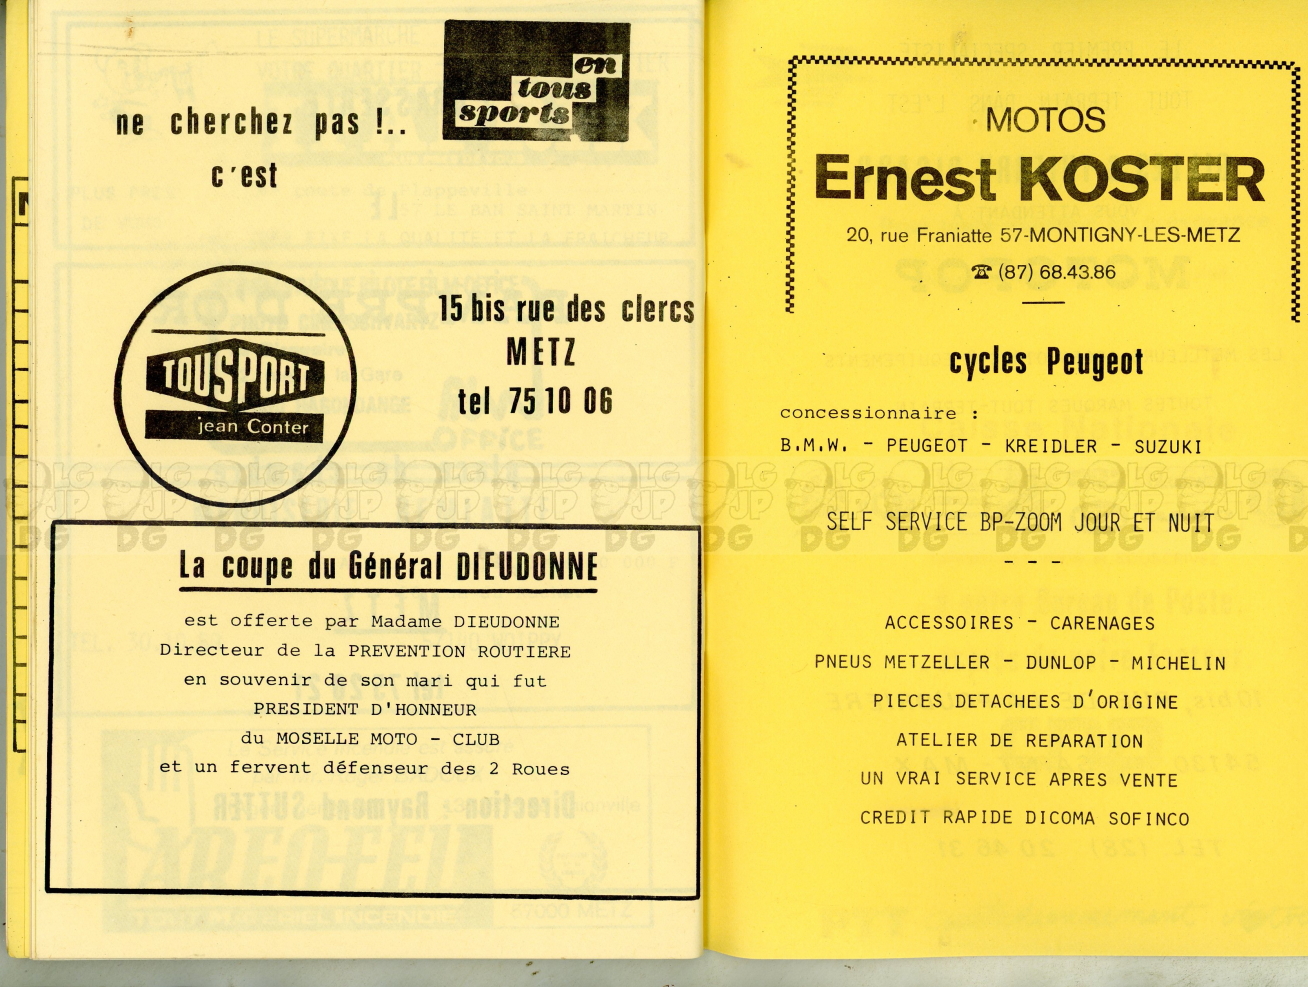 en
tous
sports
ne cherchez pas !..
c'est
TOUSPORT
jean Conter
15 bis rue des clercs
METZ
tel 75 10 06
La coupe du Général DIEUDONNE
est offerte par Madame DIEUDONNE
Directeur de la PREVENTION ROUTIERE
en souvenir de son mari qui fut
PRESIDENT D'HONNEUR
du MOSELLE MOTO - CLUB
et un fervent défenseur des 2 Roues
MOTOS
Ernest KOSTER
20, rue Franiatte 57-MONTIGNY-LES-METZ
☎ (87) 68.43.86
cycles Peugeot
concessionnaire :
B.M.W. - PEUGEOT - KREIDLER - SUZUKI
SELF SERVICE BP-ZOOM JOUR ET NUIT
- - -
ACCESSOIRES - CARENAGES
PNEUS METZELLER - DUNLOP - MICHELIN
PIECES DETACHEES D'ORIGINE
ATELIER DE REPARATION
UN VRAI SERVICE APRES VENTE
CREDIT RAPIDE DICOMA SOFINCO